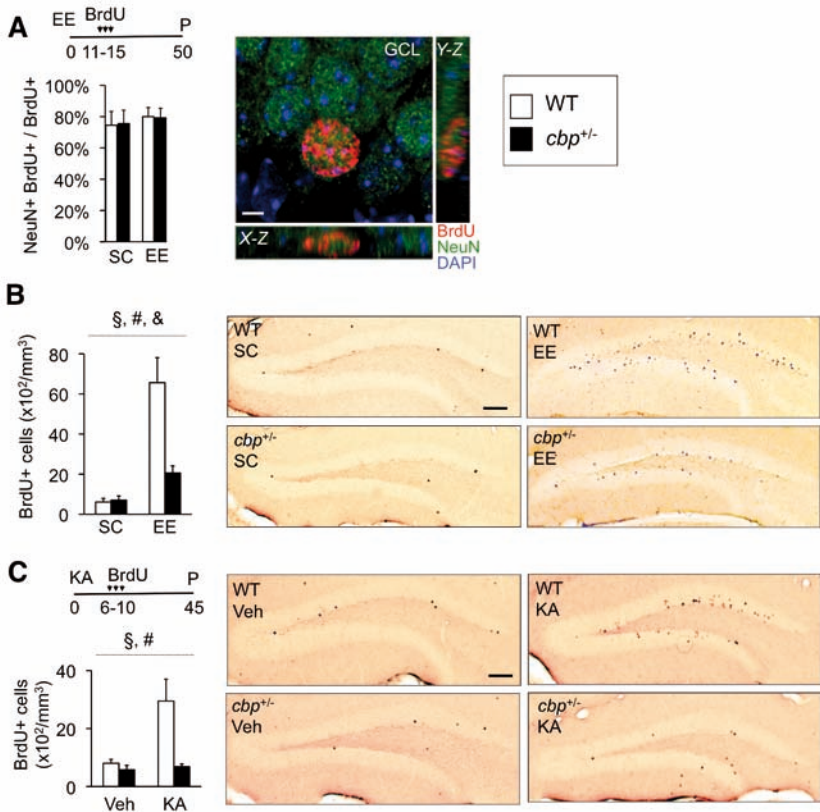 A
EE BrdU P
0 11-15 50
NeuN+ BrdU+ / BrdU+
100%
80%
60%
40%
20%
0%
SC EE
GCL
Y-Z
X-Z
BrdU
NeuN
DAPI
WT
cbp+/-
B
§, #, &
BrdU+ cells (x10²/mm³)
80
60
40
20
0
SC EE
WT
SC
WT
EE
cbp+/-
SC
cbp+/-
EE
C
KA BrdU P
0 6-10 45
§, #
BrdU+ cells
(x10²/mm³)
40
20
0
Veh KA
WT
Veh
WT
KA
cbp+/-
Veh
cbp+/-
KA